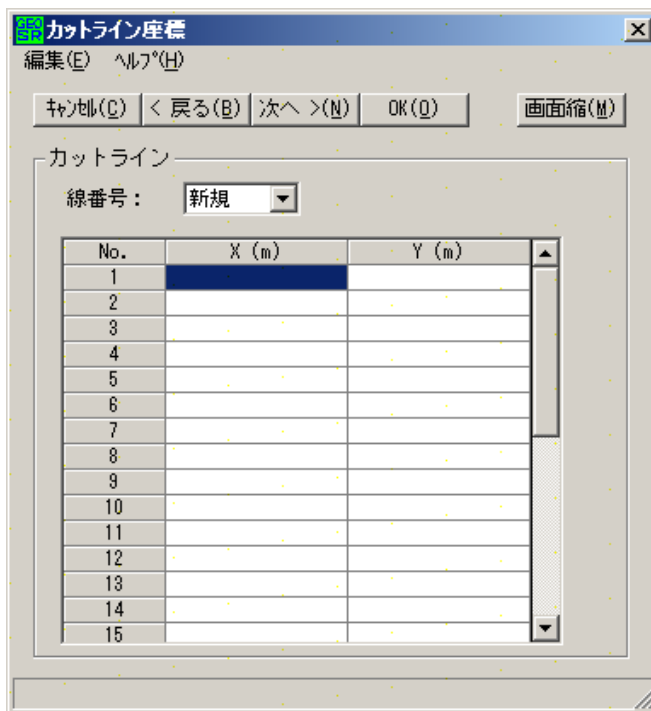 GEO SR カットライン座標
編集(E) ヘルプ(H)
キャンセル(C) < 戻る(B) 次へ >(N) OK(O) 画面縮(M)
カットライン
線番号： 新規
No. X (m) Y (m)
1
2
3
4
5
6
7
8
9
10
11
12
13
14
15